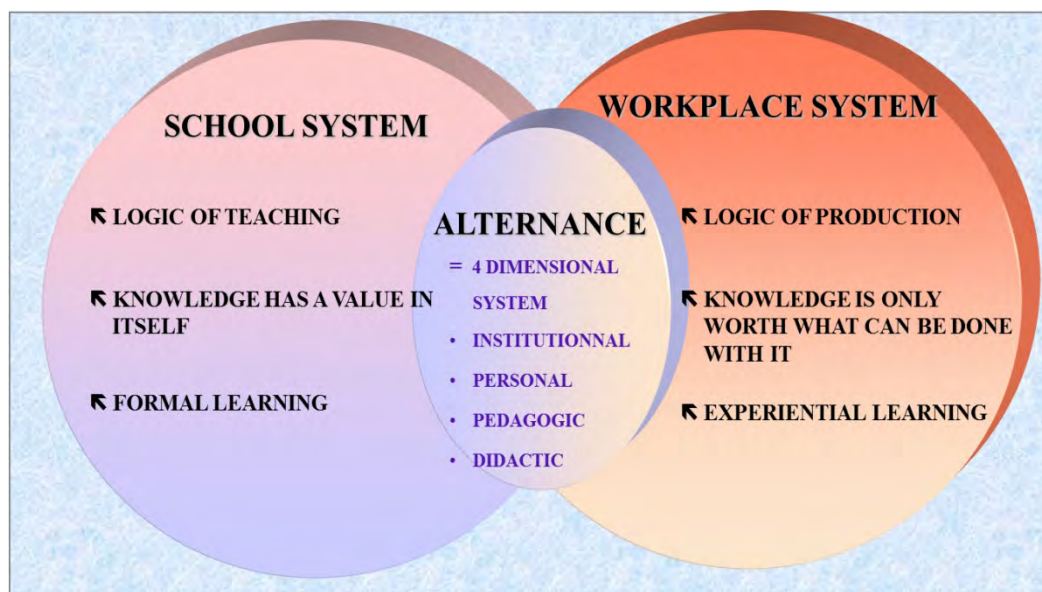 SCHOOL SYSTEM
LOGIC OF TEACHING
KNOWLEDGE HAS A VALUE IN
ITSELF
FORMAL LEARNING
ALTERNANCE
= 4 DIMENSIONAL
SYSTEM
• INSTITUTIONNAL
• PERSONAL
• PEDAGOGIC
• DIDACTIC
WORKPLACE SYSTEM
LOGIC OF PRODUCTION
KNOWLEDGE IS ONLY
WORTH WHAT CAN BE DONE
WITH IT
EXPERIENTIAL LEARNING